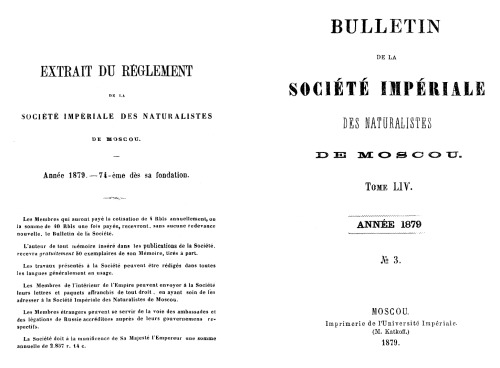 EXTRAIT DU RÉGLEMENT
DE LA
SOCIÉTÉ IMPÉRIALE DES NATURALISTES
DE MOSCOU.
Année 1879.—74-ème dès sa fondation.
Les Membres qui auront payé la cotisation de 4 Rbls annuellement, ou
la somme de 40 Rbls une fois payée, recevront, sans aucune redevance
nouvelle, le Bulletin de la Société.
L'auteur de tout mémoire inséré dans les publications de la Société,
recevra gratuitement 50 exemplaires de son Mémoire, tirés à part.
Les travaux présentés à la Société peuvent être rédigés dans toutes
les langues généralement en usage.
Les Membres de l'intérieur de l'Empire peuvent envoyer à la Société
leurs lettres et paquets affranchis de tout droit, en ayant soin de les
adresser à la Société Impériale des Naturalistes de Moscou.
Les Membres étrangers peuvent se servir de la voie des ambassades et
des légations de Russie accréditées auprès de leurs gouvernemens res-
pectifs.
La Société doit à la munificence de Sa Majesté l'Empereur une somme
annuelle de 2.857 r. 14 c.
BULLETIN
DE LA
SOCIÉTÉ IMPÉRIALE
DES NATURALISTES
DE MOSCOU.
TOME LIV.
ANNÉE 1879
№ 3.
MOSCOU.
Imprimerie de l'Université Impériale.
(M. Katkoff.)
1879.